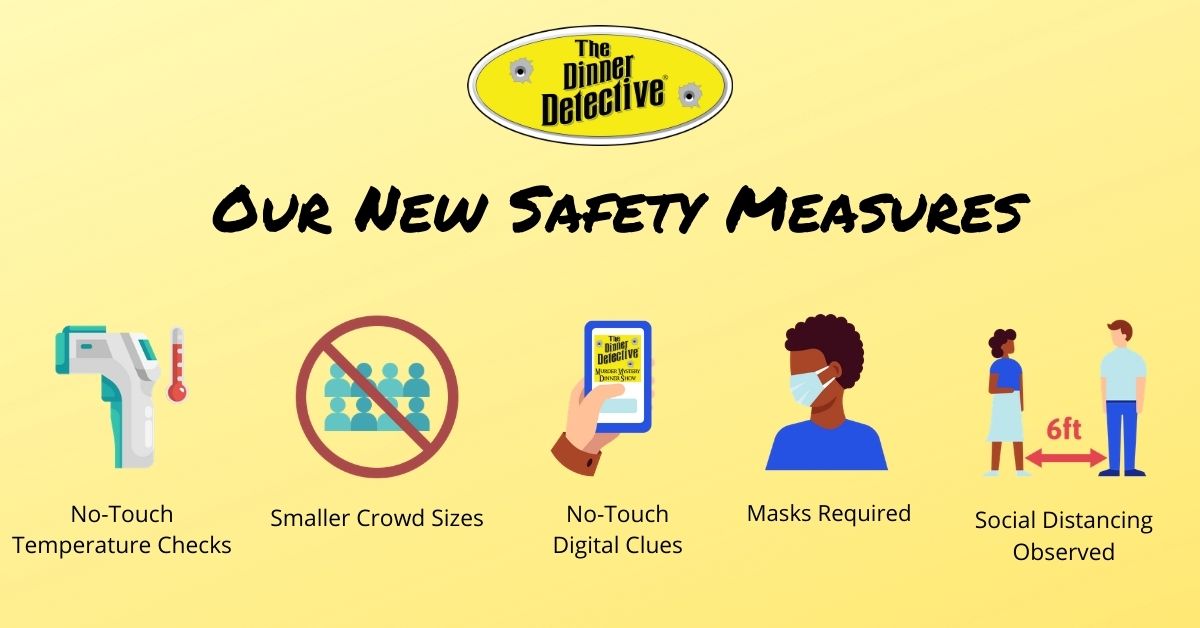 The
Dinner
Detective®
Our New Safety Measures
The
Dinner
Detective
Murder Mystery
Dinner Show
6ft
No-Touch
Temperature Checks
Smaller Crowd Sizes
No-Touch
Digital Clues
Masks Required
Social Distancing
Observed